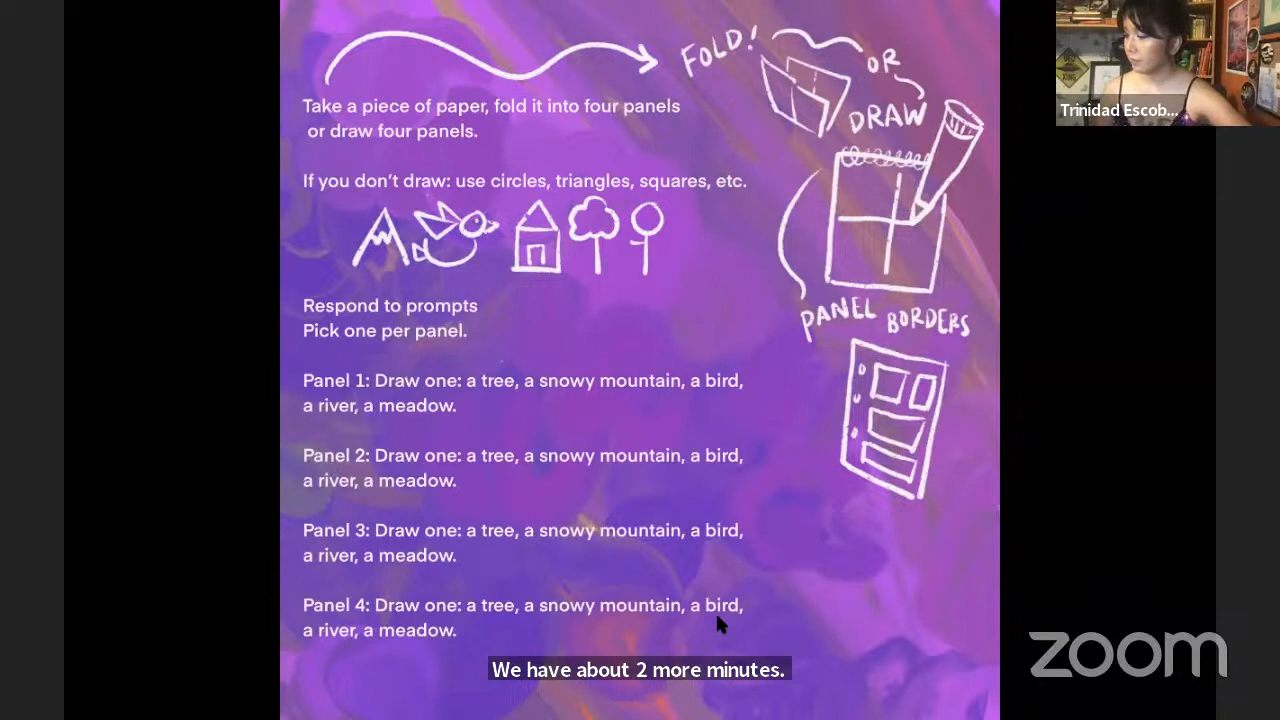 FOLD!
OR
DRAW
Trinidad Escob...
Take a piece of paper, fold it into four panels
or draw four panels.
If you don't draw: use circles, triangles, squares, etc.
Respond to prompts
Pick one per panel.
PANEL BORDERS
Panel 1: Draw one: a tree, a snowy mountain, a bird,
a river, a meadow.
Panel 2: Draw one: a tree, a snowy mountain, a bird,
a river, a meadow.
Panel 3: Draw one: a tree, a snowy mountain, a bird,
a river, a meadow.
Panel 4: Draw one: a tree, a snowy mountain, a bird,
a river, a meadow.
We have about 2 more minutes.
zoom